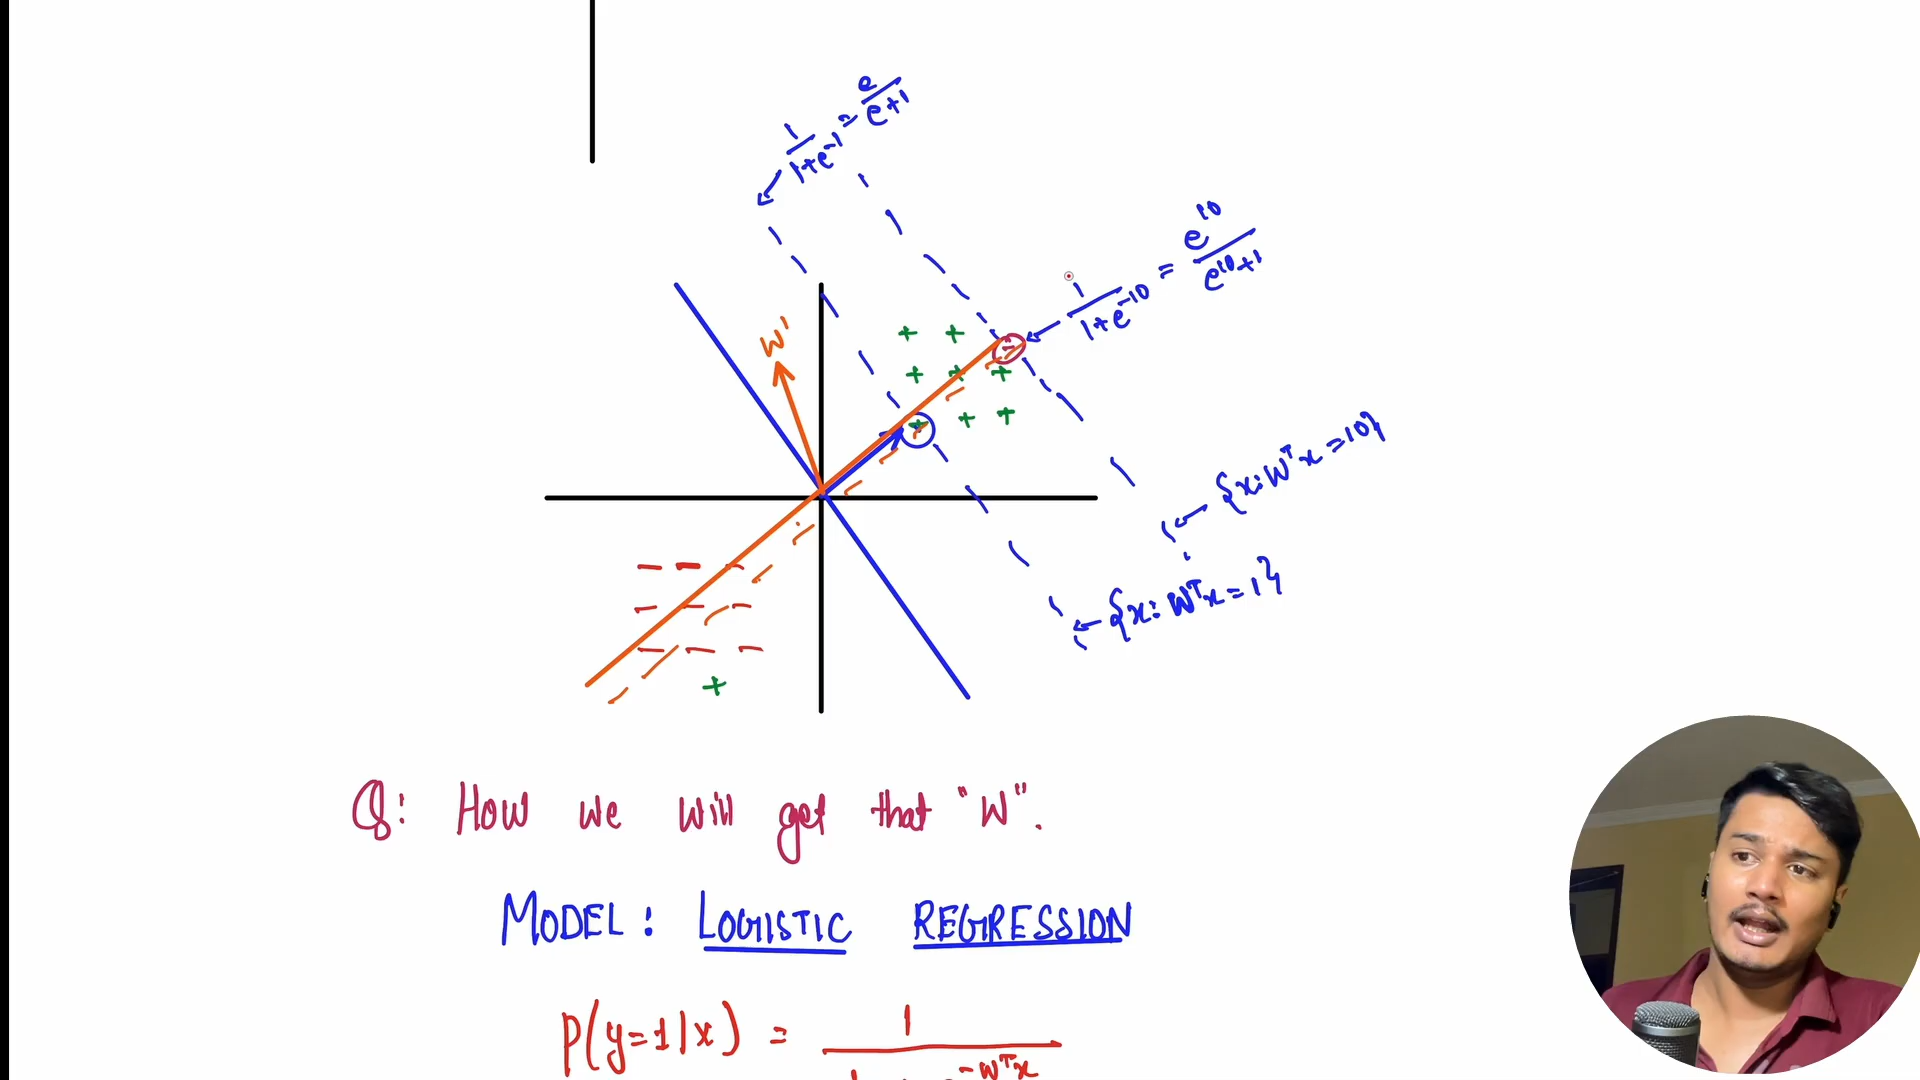 1/(1+e^-1) = e/(e+1)
1/(1+e^-10) = e^10/(e^10+1)
w'
{x: w^T x = 10}
{x: w^T x = 1}
Q: How we will get that "W".
MODEL: LOGISTIC REGRESSION
P(y=1|x) = 1
-w^T x